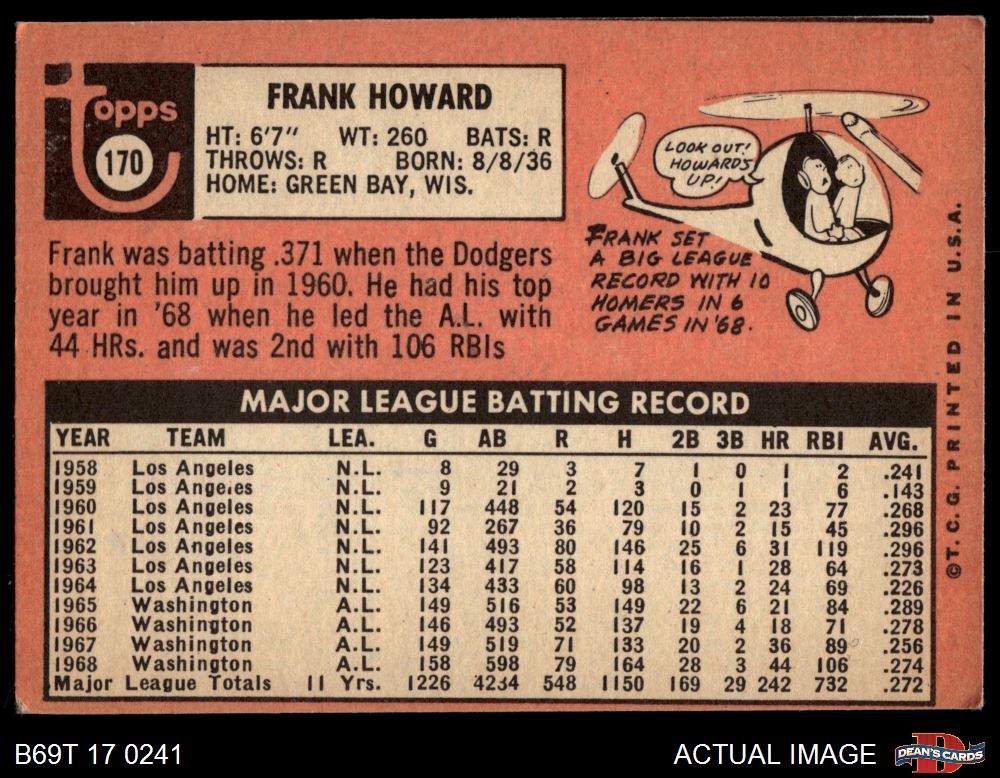 topps
170
FRANK HOWARD
HT: 6'7" WT: 260 BATS: R
THROWS: R BORN: 8/8/36
HOME: GREEN BAY, WIS.
Frank was batting .371 when the Dodgers
brought him up in 1960. He had his top
year in '68 when he led the A.L. with
44 HRs. and was 2nd with 106 RBIs
LOOK OUT!
HOWARD'S
UP!
FRANK SET
A BIG LEAGUE
RECORD WITH 10
HOMERS IN 6
GAMES IN '68.
MAJOR LEAGUE BATTING RECORD
YEAR TEAM LEA. G AB R H 2B 3B HR RBI AVG.
1958 Los Angeles N.L. 8 29 3 7 1 0 1 2 .241
1959 Los Angeles N.L. 9 21 2 3 0 1 1 6 .143
1960 Los Angeles N.L. 117 448 54 120 15 2 23 77 .268
1961 Los Angeles N.L. 92 267 36 79 10 2 15 45 .296
1962 Los Angeles N.L. 141 493 80 146 25 6 31 119 .296
1963 Los Angeles N.L. 123 417 58 114 16 1 28 64 .273
1964 Los Angeles N.L. 134 433 60 98 13 2 24 69 .226
1965 Washington A.L. 149 516 53 149 22 6 21 84 .289
1966 Washington A.L. 146 493 52 137 19 4 18 71 .278
1967 Washington A.L. 149 519 71 133 20 2 36 89 .256
1968 Washington A.L. 158 598 79 164 28 3 44 106 .274
Major League Totals 11 Yrs. 1226 4234 548 1150 169 29 242 732 .272
©T.C.G. PRINTED IN U.S.A.
B69T 17 0241
ACTUAL IMAGE
DEAN'S CARDS